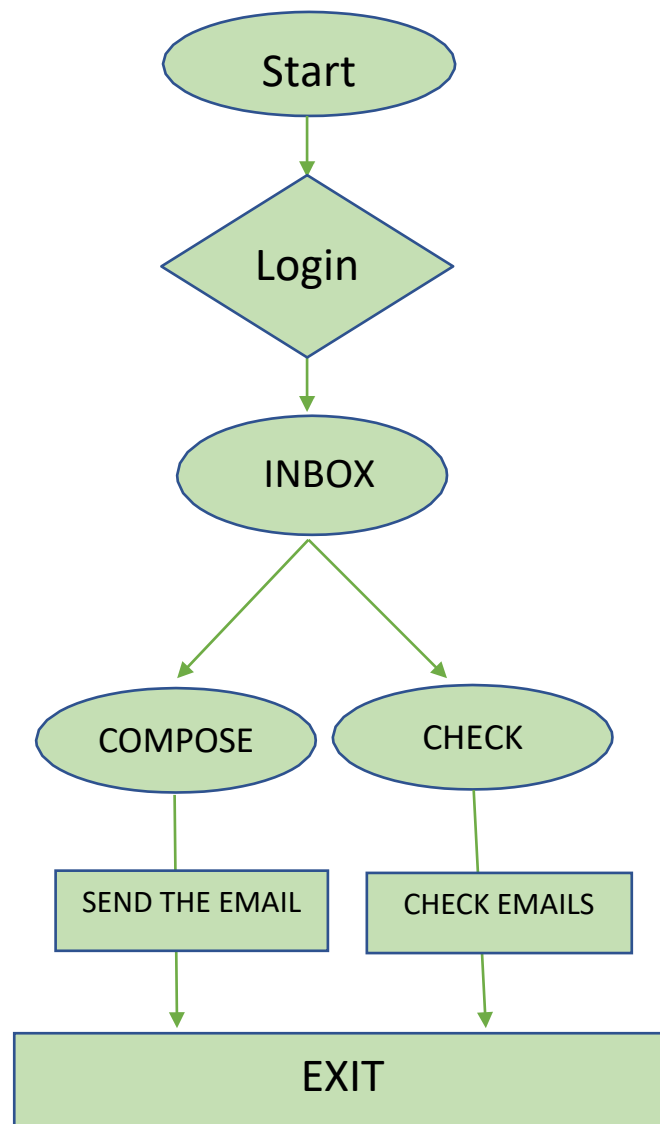 Start
Login
INBOX
COMPOSE
CHECK
SEND THE EMAIL
CHECK EMAILS
EXIT